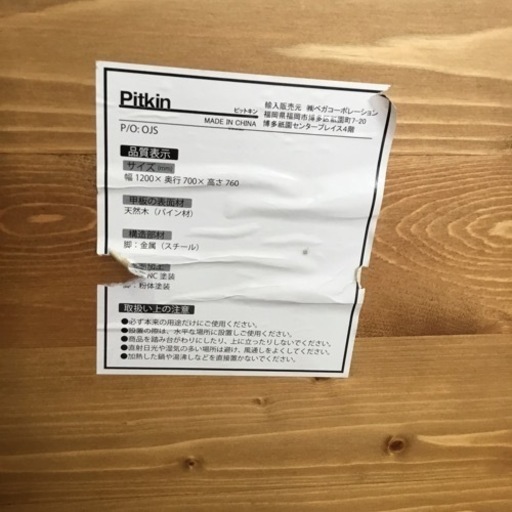 Pitkin
ピットキン
MADE IN CHINA
輸入販売元 ㈱ベガコーポレーション
福岡県福岡市博多区祇園町7-20
博多祇園センタープレイス4階
P/O: OJS
品質表示
サイズ(mm)
幅1200×奥行700×高さ760
甲板の表面材
天然木（パイン材）
構造部材
脚：金属（スチール）
NC塗装
脚：粉体塗装
取扱い上の注意
●必ず本来の用途だけにご使用ください。
●設置の際は、水平な場所に設置しご使用ください。
●商品を踏み台がわりにしたり、上に立ったりしないでください。
●直射日光や湿気の多い場所は避け、風通しをよくしてください。
●加熱した鍋や湯沸しなどを直接置かないでください。